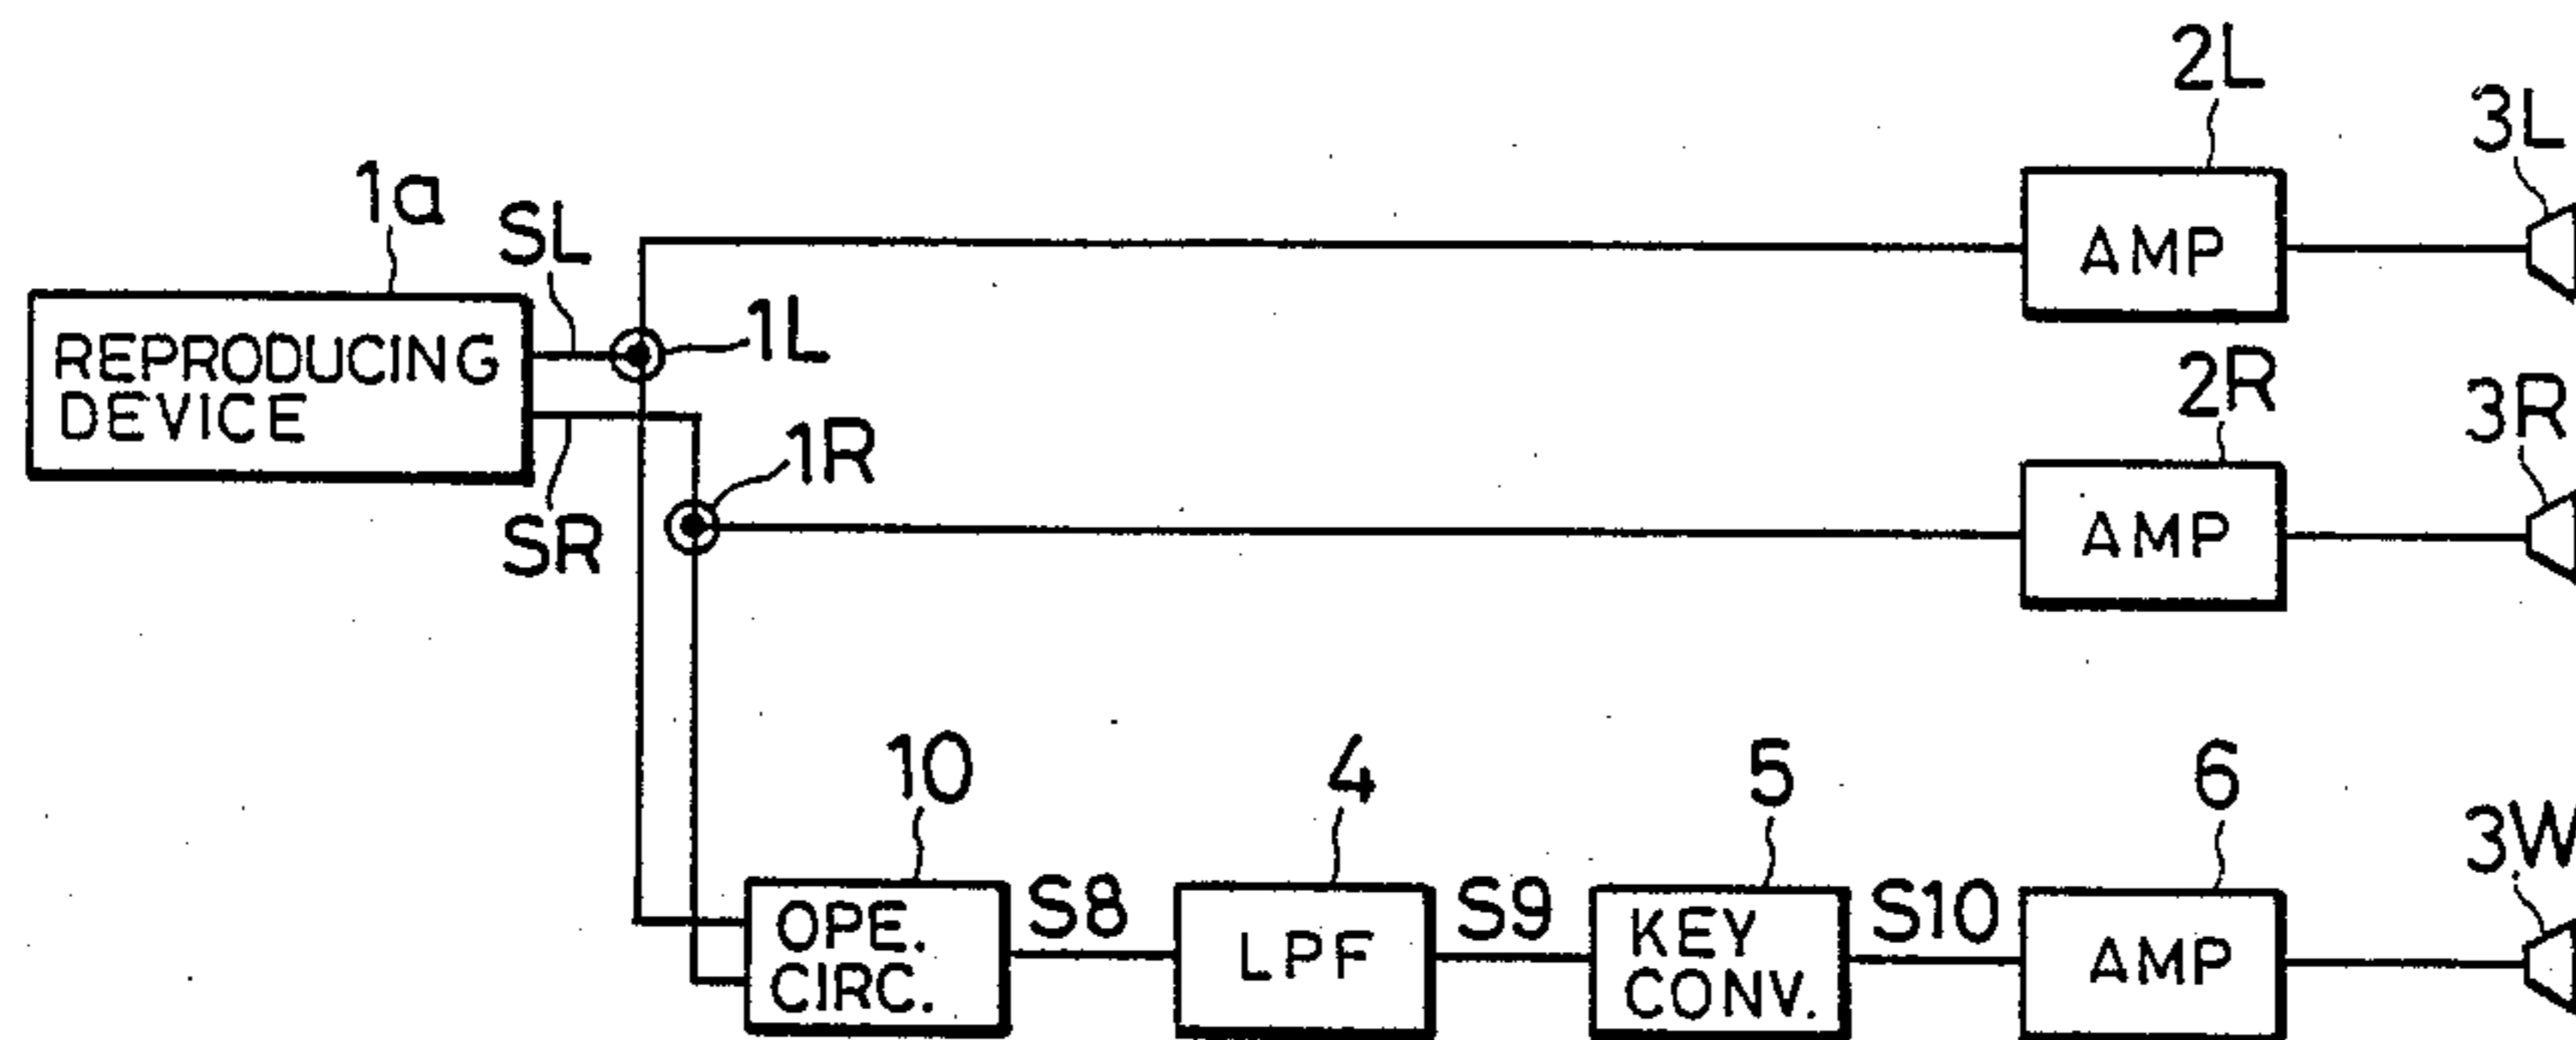 2L
3L
1a
SL
AMP
1L
REPRODUCING
DEVICE
2R
3R
1R
SR
AMP
10
4
5
6
3W
OPE.
CIRC.
S8
LPF
S9
KEY
CONV.
S10
AMP